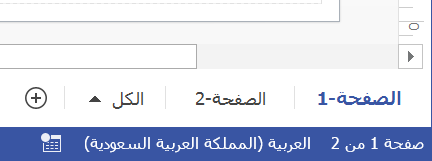 الصفحة-1 الصفحة-2 الكل
صفحة 1 من 2 العربية (المملكة العربية السعودية)